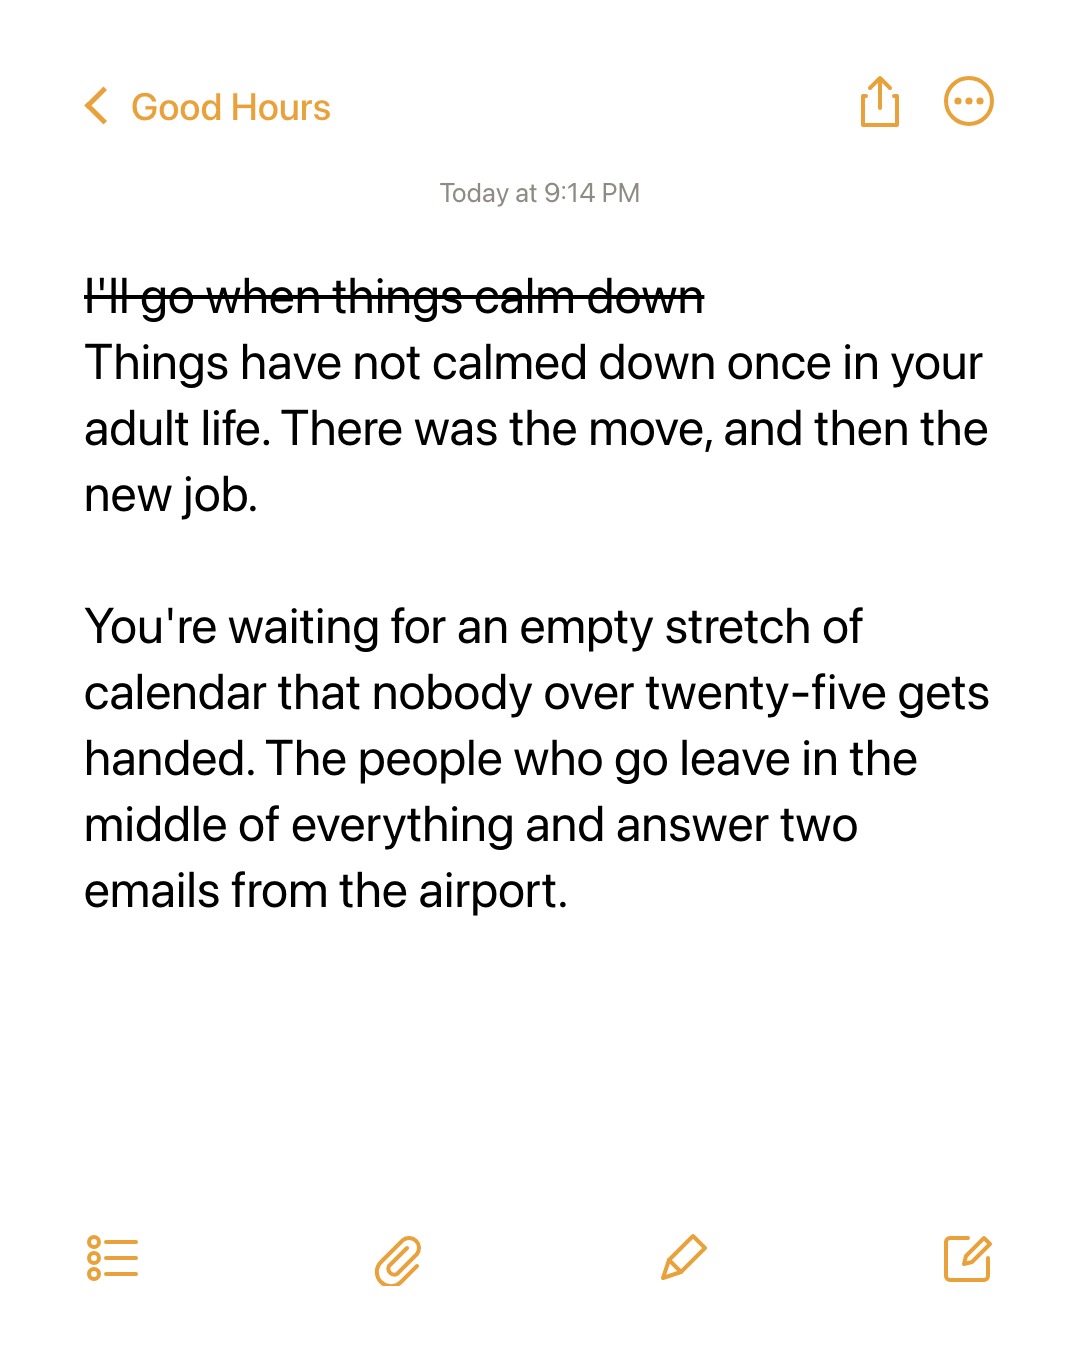 Good Hours
Today at 9:14 PM
I'll go when things calm down
Things have not calmed down once in your
adult life. There was the move, and then the
new job.
You're waiting for an empty stretch of
calendar that nobody over twenty-five gets
handed. The people who go leave in the
middle of everything and answer two
emails from the airport.